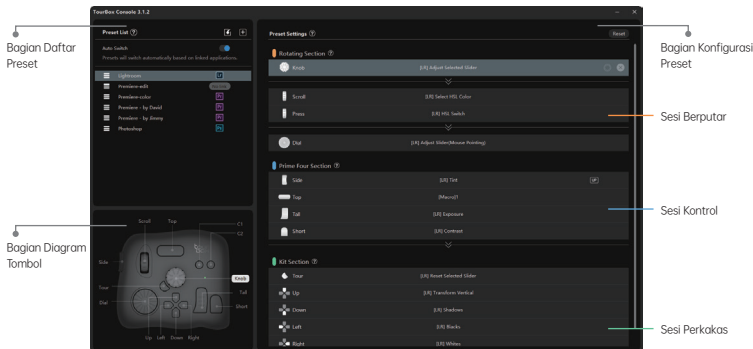 TourBox Console 3.1.2
Preset List
Auto Switch
Presets will switch automatically based on linked applications.
Lightroom
Premiere-edit
Premiere-color
Premiere - by David
Premiere - by Jimmy
Photoshop
Bagian Daftar
Preset
Bagian Diagram
Tombol
Scroll
Top
C1
C2
Side
Knob
Tour
Tall
Dial
Short
Up
Left
Down
Right
Preset Settings
Reset
Rotating Section
Knob
[LR] Adjust Selected Slider
Scroll
[LR] Select HSL Color
Press
[LR] HSL Switch
Dial
[LR] Adjust Slider(Mouse Pointing)
Prime Four Section
Side
[LR] Tint
UP
Top
[Macro]1
Tall
[LR] Exposure
Short
[LR] Contrast
Kit Section
Tour
[LR] Reset Selected Slider
Up
[LR] Transform Vertical
Down
[LR] Shadows
Left
[LR] Blacks
Right
[LR] Whites
Bagian Konfigurasi
Preset
Sesi Berputar
Sesi Kontrol
Sesi Perkakas